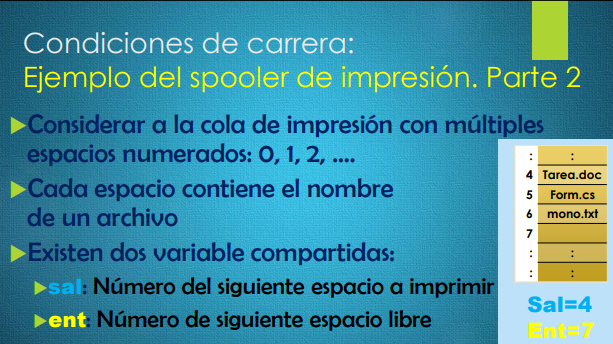 Condiciones de carrera:
Ejemplo del spooler de impresión. Parte 2
Considerar a la cola de impresión con múltiples
espacios numerados: 0, 1, 2, ....
Cada espacio contiene el nombre
de un archivo
Existen dos variable compartidas:
sal: Número del siguiente espacio a imprimir
ent: Número de siguiente espacio libre
: :
4 Tarea.doc
5 Form.cs
6 mono.txt
7
: :
: :
Sal=4
Ent=7